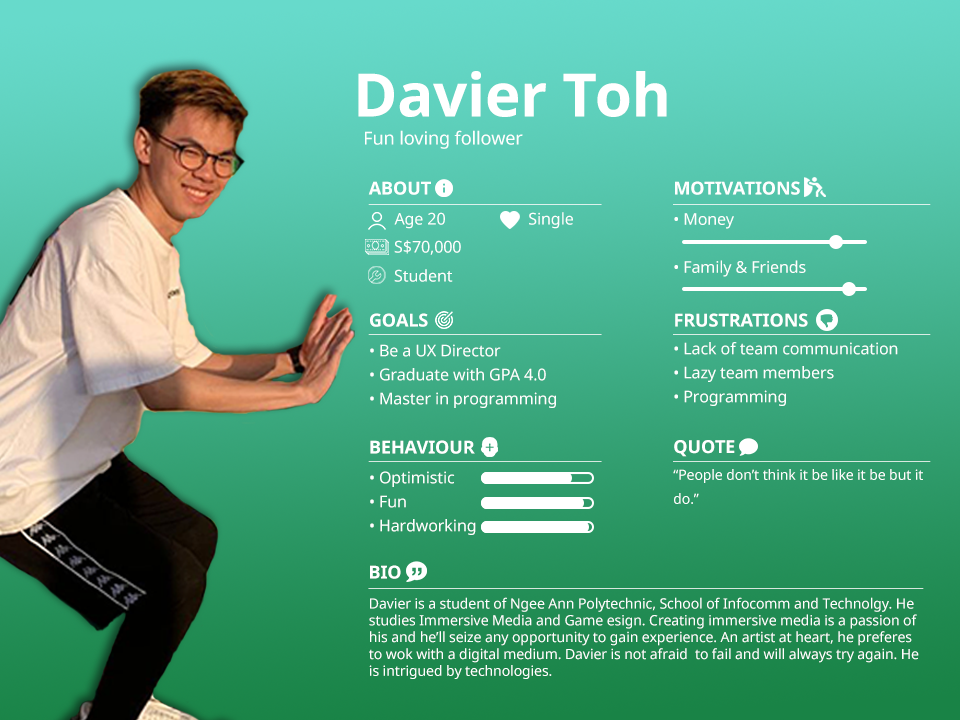 Davier Toh
Fun loving follower
ABOUT
Age 20
Single
S$70,000
Student
GOALS
• Be a UX Director
• Graduate with GPA 4.0
• Master in programming
BEHAVIOUR
• Optimistic
• Fun
• Hardworking
MOTIVATIONS
• Money
• Family & Friends
FRUSTRATIONS
• Lack of team communication
• Lazy team members
• Programming
QUOTE
“People don’t think it be like it be but it
do.”
BIO
Davier is a student of Ngee Ann Polytechnic, School of Infocomm and Technolgy. He
studies Immersive Media and Game esign. Creating immersive media is a passion of
his and he’ll seize any opportunity to gain experience. An artist at heart, he preferes
to wok with a digital medium. Davier is not afraid  to fail and will always try again. He
is intrigued by technologies.